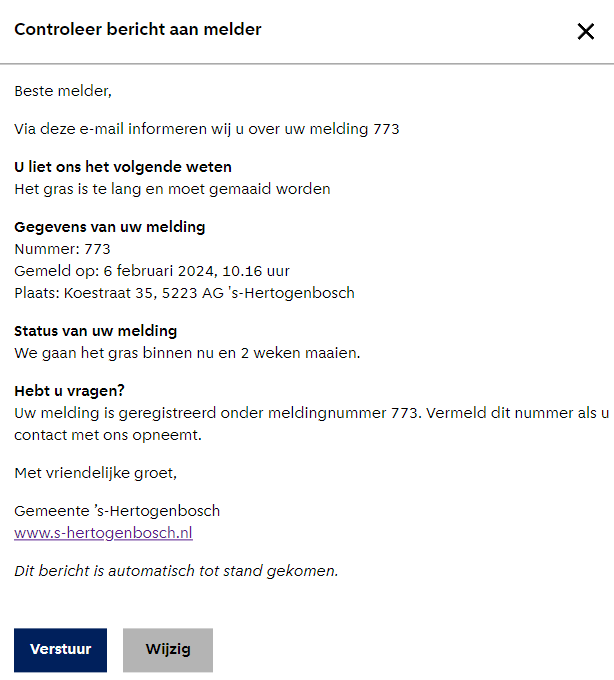 Controleer bericht aan melder
Beste melder,
Via deze e-mail informeren wij u over uw melding 773
U liet ons het volgende weten
Het gras is te lang en moet gemaaid worden
Gegevens van uw melding
Nummer: 773
Gemeld op: 6 februari 2024, 10.16 uur
Plaats: Koestraat 35, 5223 AG 's-Hertogenbosch
Status van uw melding
We gaan het gras binnen nu en 2 weken maaien.
Hebt u vragen?
Uw melding is geregistreerd onder meldingnummer 773. Vermeld dit nummer als u
contact met ons opneemt.
Met vriendelijke groet,
Gemeente ’s-Hertogenbosch
www.s-hertogenbosch.nl
Dit bericht is automatisch tot stand gekomen.
Verstuur Wijzig